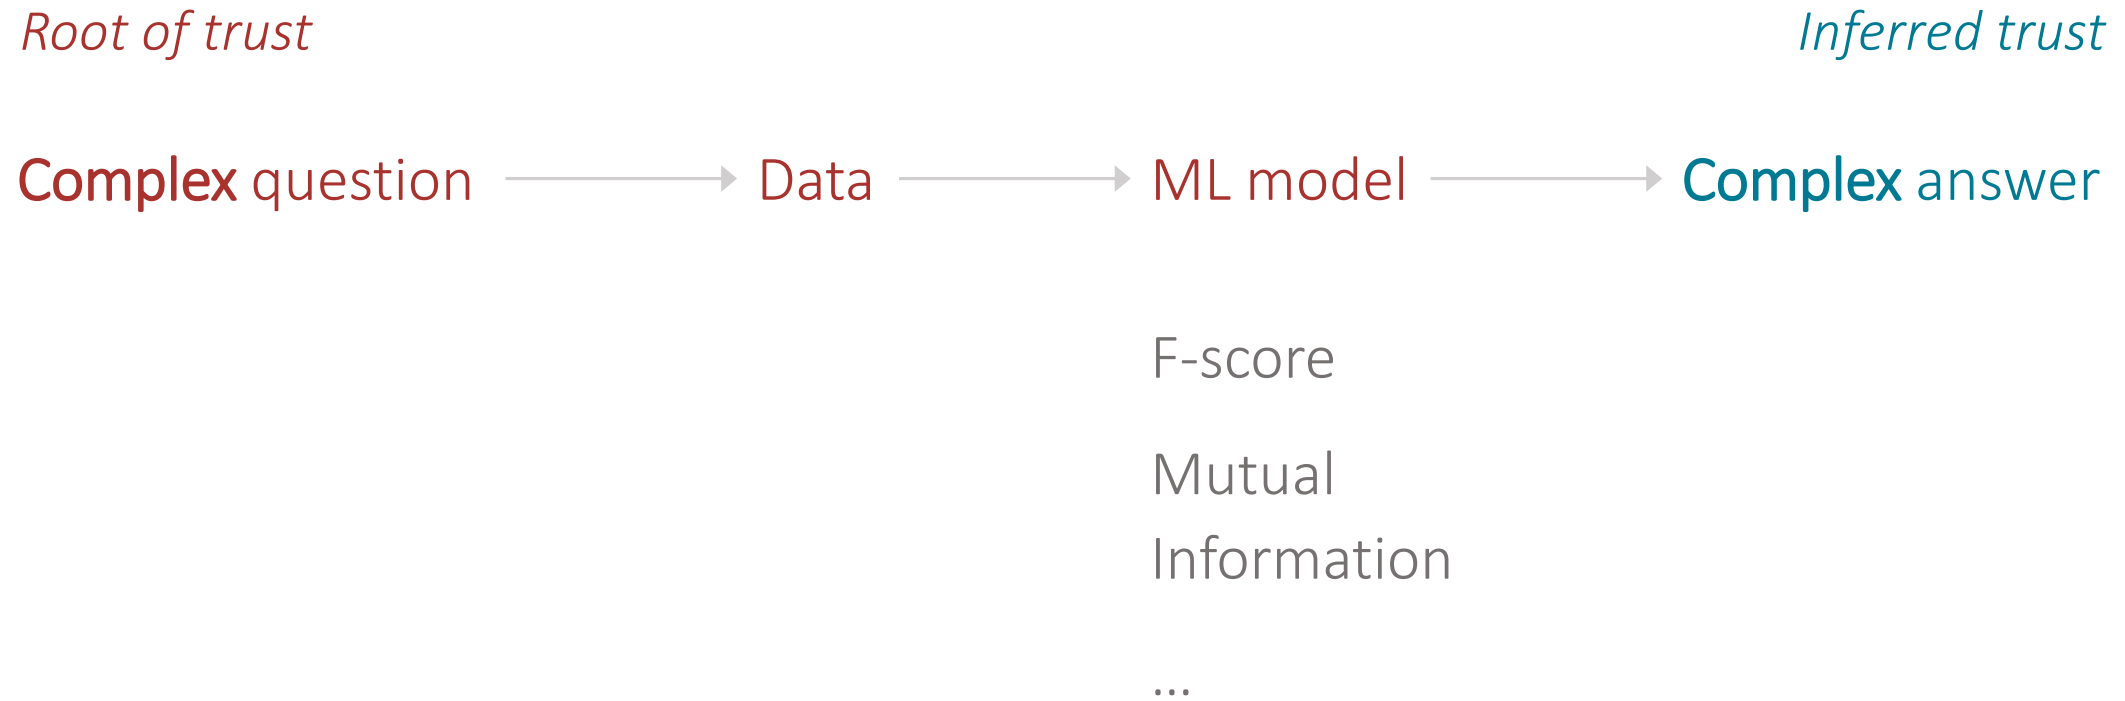 Root of trust
Inferred trust
Complex question
Data
ML model
Complex answer
F-score
Mutual
Information
...